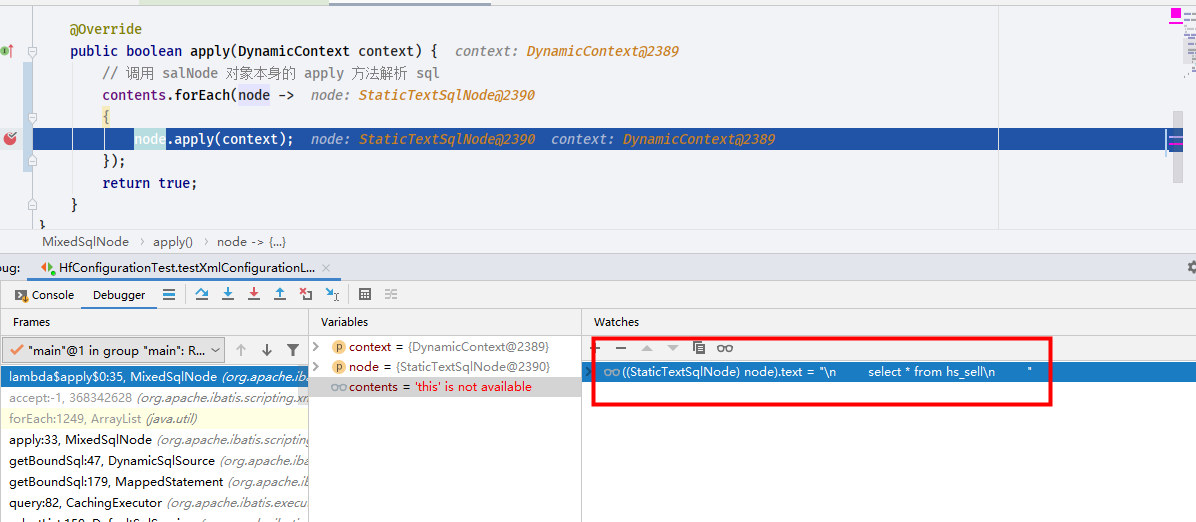 @Override
public boolean apply(DynamicContext context) { context: DynamicContext@2389
// 调用 salNode 对象本身的 apply 方法解析 sql
contents.forEach(node -> node: StaticTextSqlNode@2390
{
node.apply(context); node: StaticTextSqlNode@2390 context: DynamicContext@2389
});
return true;
}
}
MixedSqlNode › apply() › node -> {...}
bug: HfConfigurationTest.testXmlConfigurationL... ×
Console Debugger
Frames Variables Watches
"main"@1 in group "main": R...
lambda$apply$0:35, MixedSqlNode (org.apache.ibatis.scripting
accept:-1, 368342628 (org.apache.ibatis.scripting.xm
forEach:1249, ArrayList (java.util)
apply:33, MixedSqlNode (org.apache.ibatis.scripting
getBoundSql:47, DynamicSqlSource (org.apache.ibatis.scripting
getBoundSql:179, MappedStatement (org.apache.ibatis
query:82, CachingExecutor (org.apache.ibatis.execu
p context = {DynamicContext@2389}
p node = {StaticTextSqlNode@2390}
contents = 'this' is not available
((StaticTextSqlNode) node).text = "\n select * from hs_sell\n "